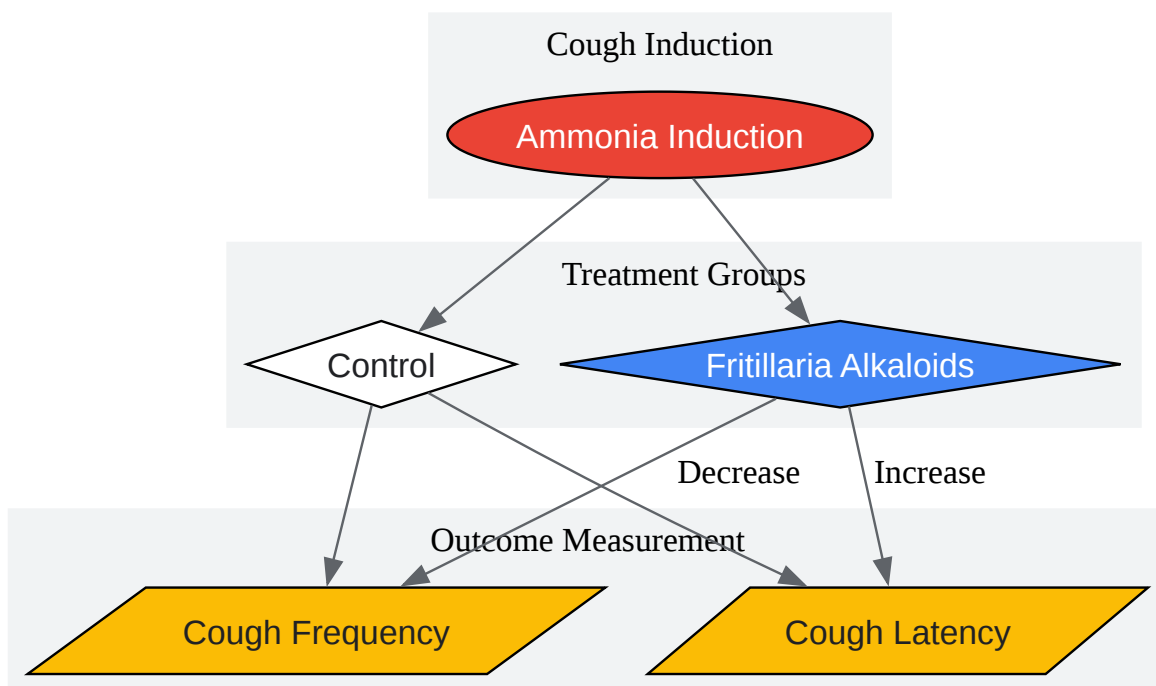 Cough Induction
Ammonia Induction
Treatment Groups
Control
Fritillaria Alkaloids
Decrease
Increase
Outcome Measurement
Cough Frequency
Cough Latency